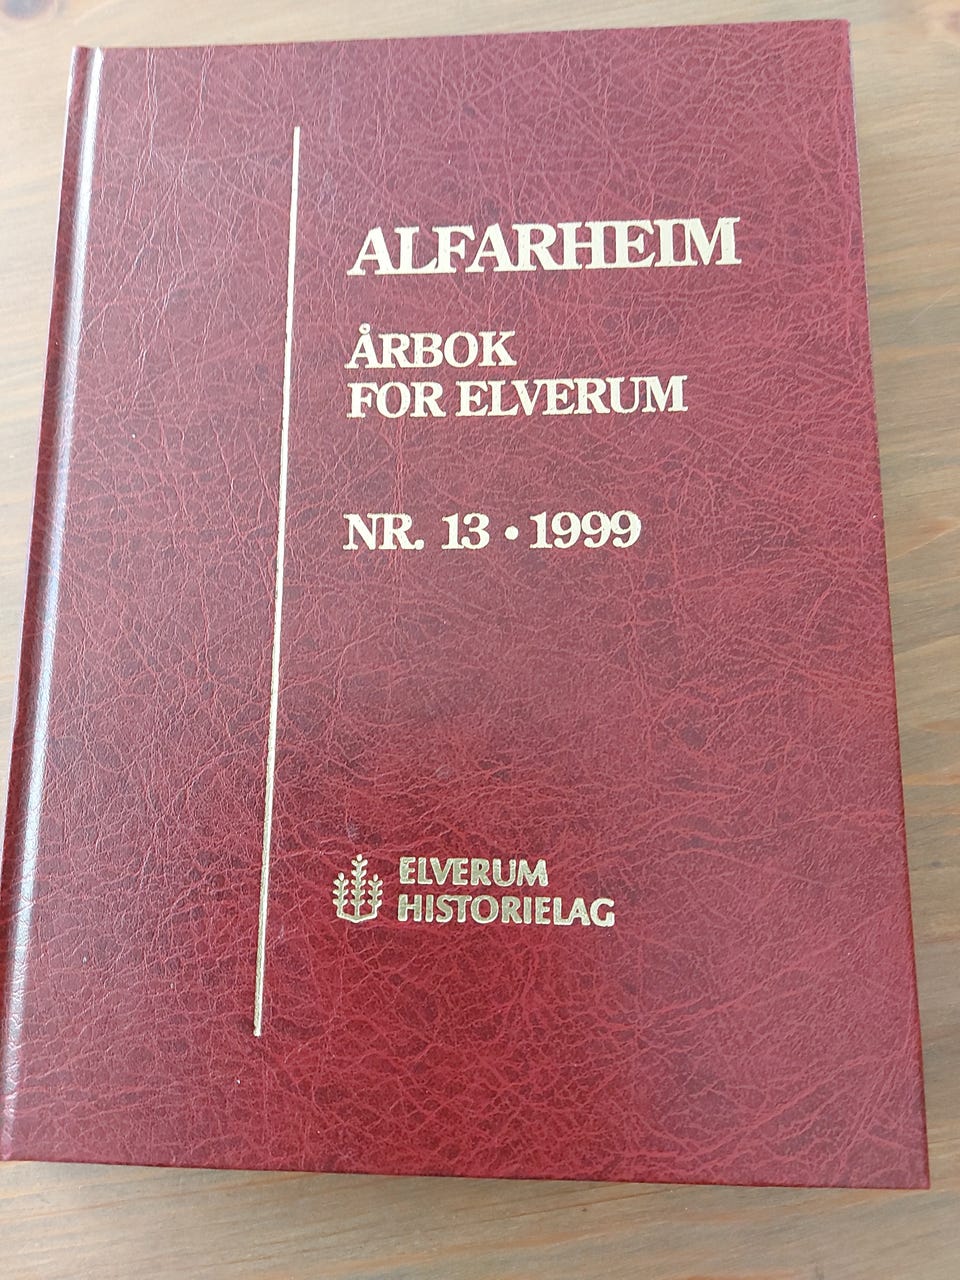 ALFARHEIM
ÅRBOK
FOR ELVERUM
NR. 13 • 1999
ELVERUM
HISTORIELAG